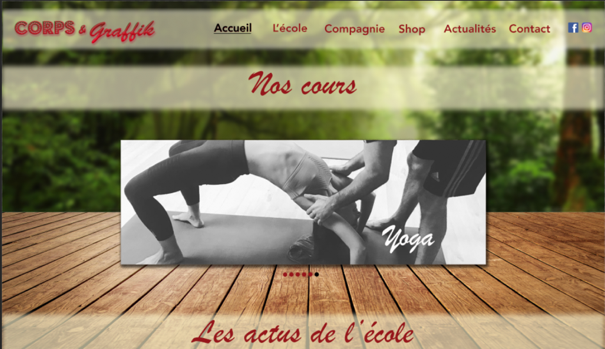 CORPS & Graffik
Accueil L'école Compagnie Shop Actualités Contact
Nos cours
Yoga
Les actus de l'école